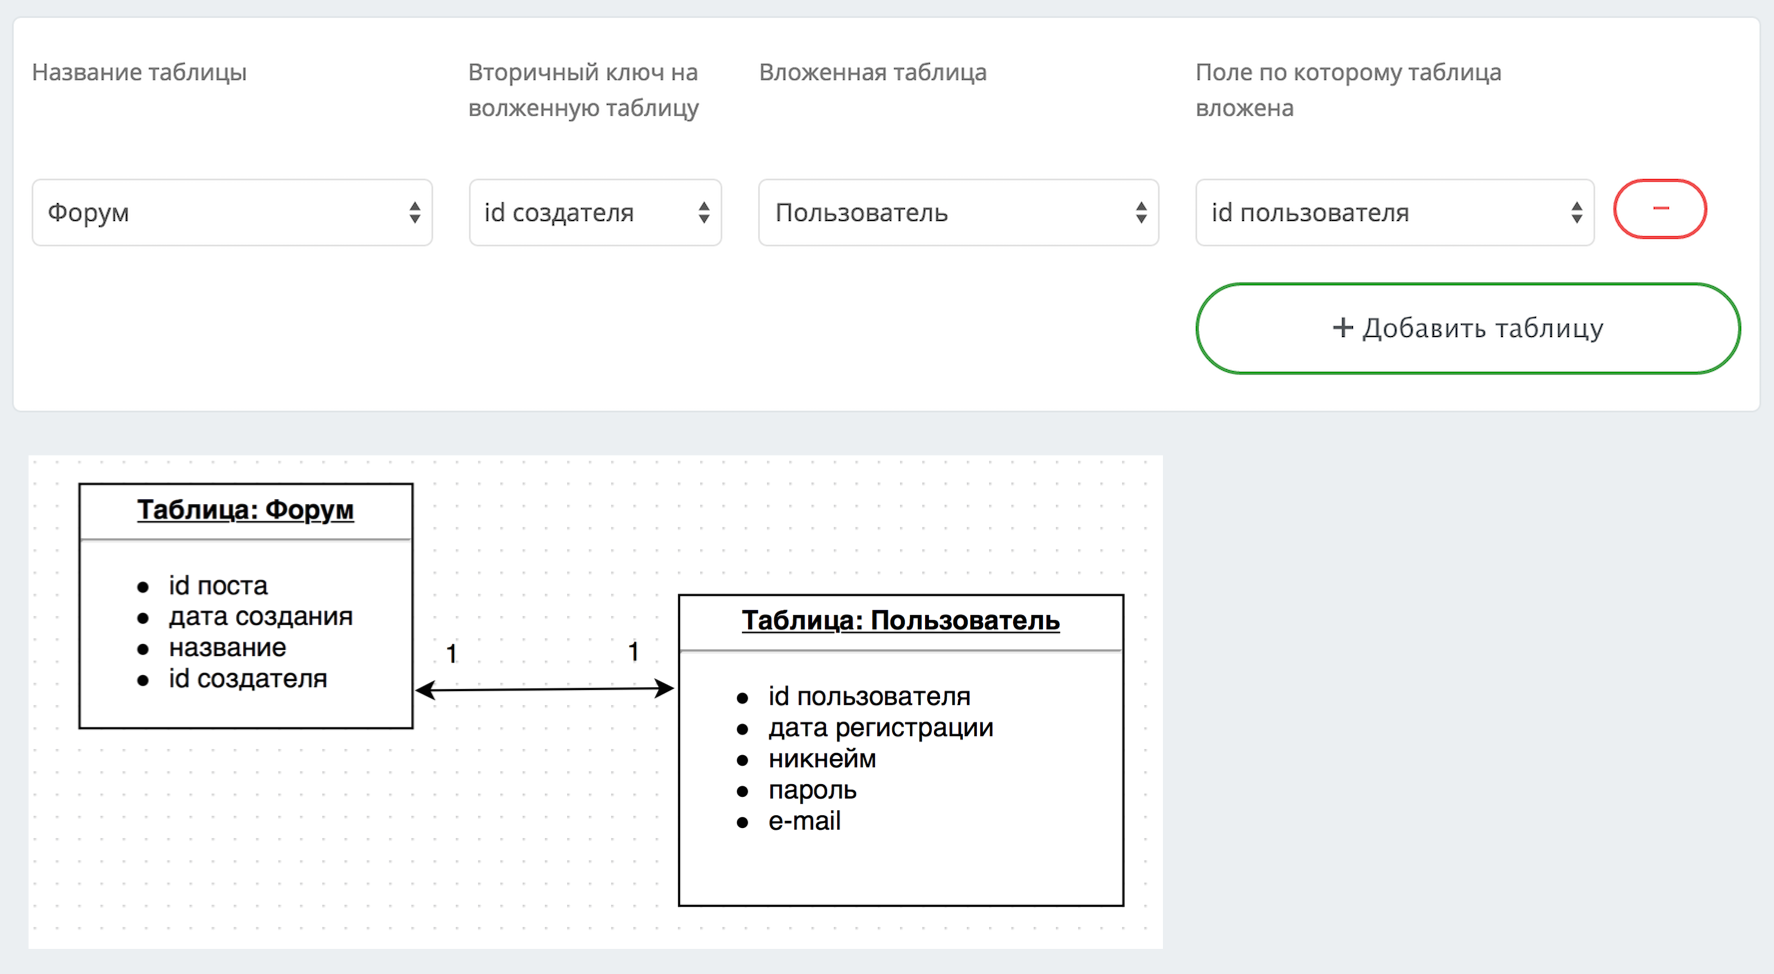 Название таблицы
Вторичный ключ на
волженную таблицу
Вложенная таблица
Поле по которому таблица
вложена
Форум
id создателя
Пользователь
id пользователя
−
+ Добавить таблицу
Таблица: Форум
● id поста
● дата создания
● название
● id создателя
1
1
Таблица: Пользователь
● id пользователя
● дата регистрации
● никнейм
● пароль
● e-mail